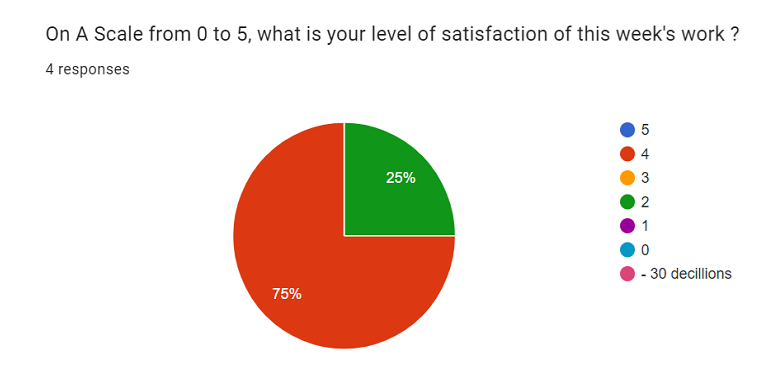 On A Scale from 0 to 5, what is your level of satisfaction of this week's work ?
4 responses
25%
75%
5
4
3
2
1
0
- 30 decillions